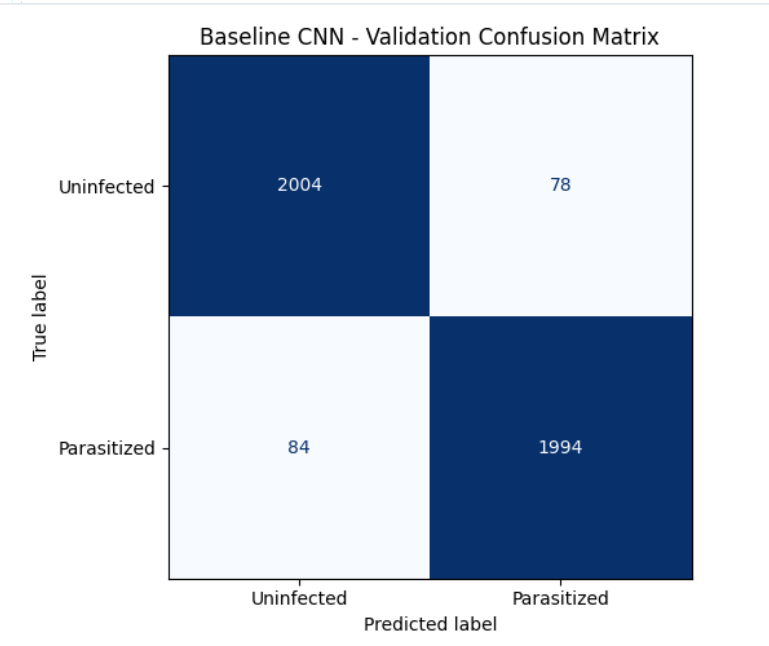 Baseline CNN - Validation Confusion Matrix
Uninfected
2004
78
True label
Parasitized
84
1994
Uninfected
Parasitized
Predicted label